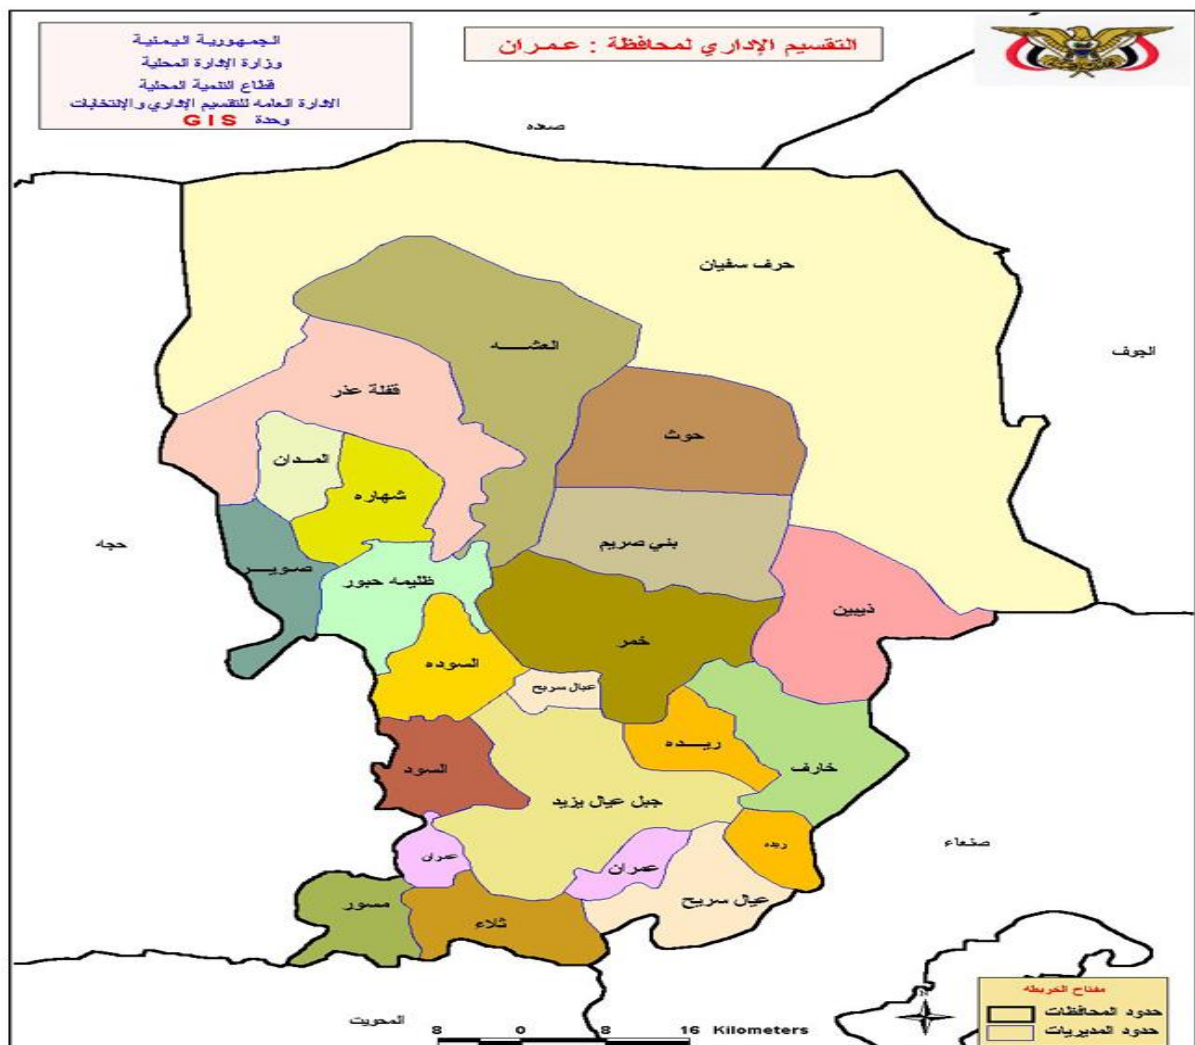 الجمهورية اليمنية
وزارة الإدارة المحلية
قطاع التنمية المحلية
الادارة العامه للتقسيم الإداري والإنتخابات
وحدة GIS
التقسيم الإداري لمحافظة : عمران
صعده
حرف سفيان
العشـــه
الجوف
قفلة عذر
حوث
المدان
شهاره
بني صريم
حجه
صويـــر
ظليمه حبور
ذيبين
خمر
السوده
عيال سريح
ريـــده
خارف
السود
جبل عيال يزيد
صنعاء
ريده
عمران
عمران
عيال سريح
مسور
ثلاء
المحويت
8 0 8 16 Kilometers
N
مفتاح الخريطه
حدود المحافظات
حدود المديريات